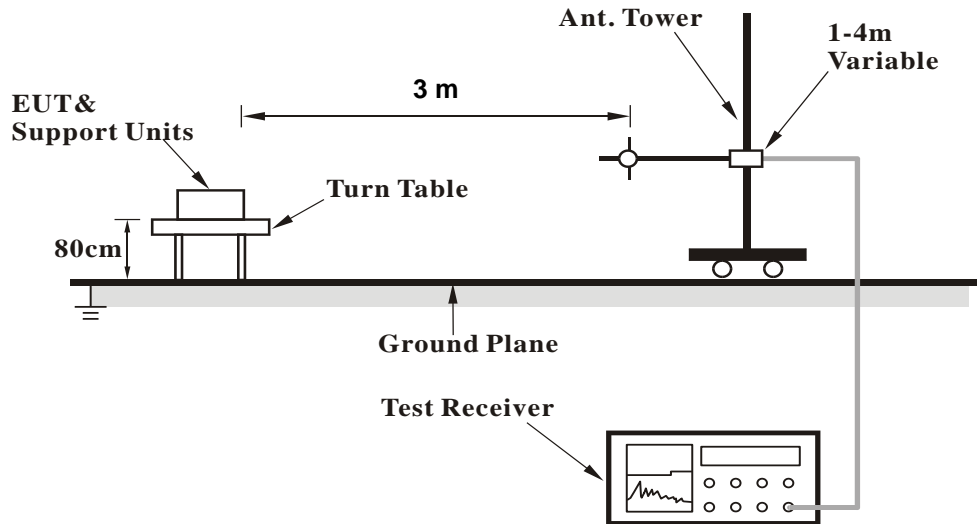 Ant. Tower
1-4m
Variable
3 m
EUT&
Support Units
Turn Table
80cm
Ground Plane
Test Receiver